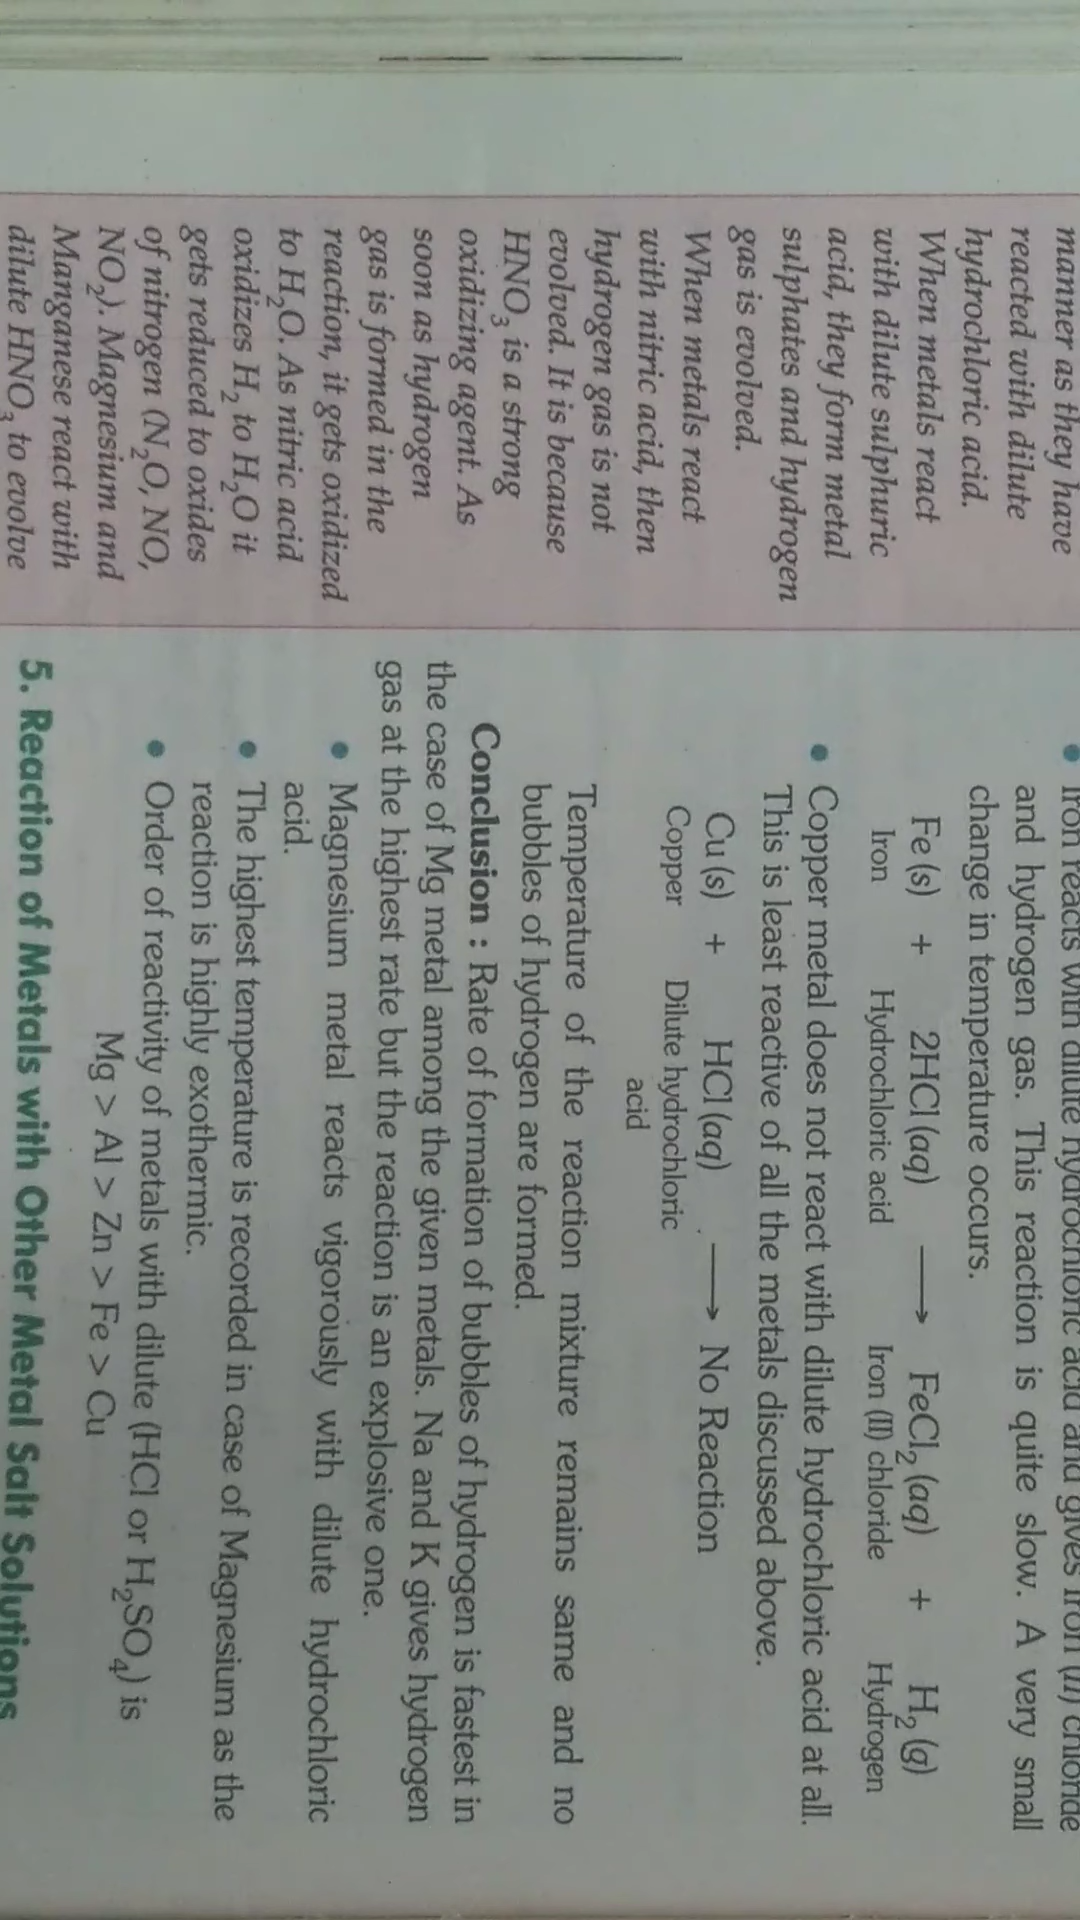 manner as they have
reacted with dilute
hydrochloric acid.
When metals react
with dilute sulphuric
acid, they form metal
sulphates and hydrogen
gas is evolved.
When metals react
with nitric acid, then
hydrogen gas is not
evolved. It is because
HNO₃ is a strong
oxidizing agent. As
soon as hydrogen
gas is formed in the
reaction, it gets oxidized
to H₂O. As nitric acid
oxidizes H₂ to H₂O it
gets reduced to oxides
of nitrogen (N₂O, NO,
NO₂). Magnesium and
Manganese react with
dilute HNO₃ to evolve
• Iron reacts with dilute hydrochloric acid and gives iron (II) chloride
and hydrogen gas. This reaction is quite slow. A very small
change in temperature occurs.
Fe (s) + 2HCl (aq) ⟶ FeCl₂ (aq) + H₂ (g)
Iron Hydrochloric acid Iron (II) chloride Hydrogen
• Copper metal does not react with dilute hydrochloric acid at all.
This is least reactive of all the metals discussed above.
Cu (s) + HCl (aq) ⟶ No Reaction
Copper Dilute hydrochloric
acid
Temperature of the reaction mixture remains same and no
bubbles of hydrogen are formed.
Conclusion : Rate of formation of bubbles of hydrogen is fastest in
the case of Mg metal among the given metals. Na and K gives hydrogen
gas at the highest rate but the reaction is an explosive one.
• Magnesium metal reacts vigorously with dilute hydrochloric
acid.
• The highest temperature is recorded in case of Magnesium as the
reaction is highly exothermic.
• Order of reactivity of metals with dilute (HCl or H₂SO₄) is
Mg > Al > Zn > Fe > Cu
5. Reaction of Metals with Other Metal Salt Solutions